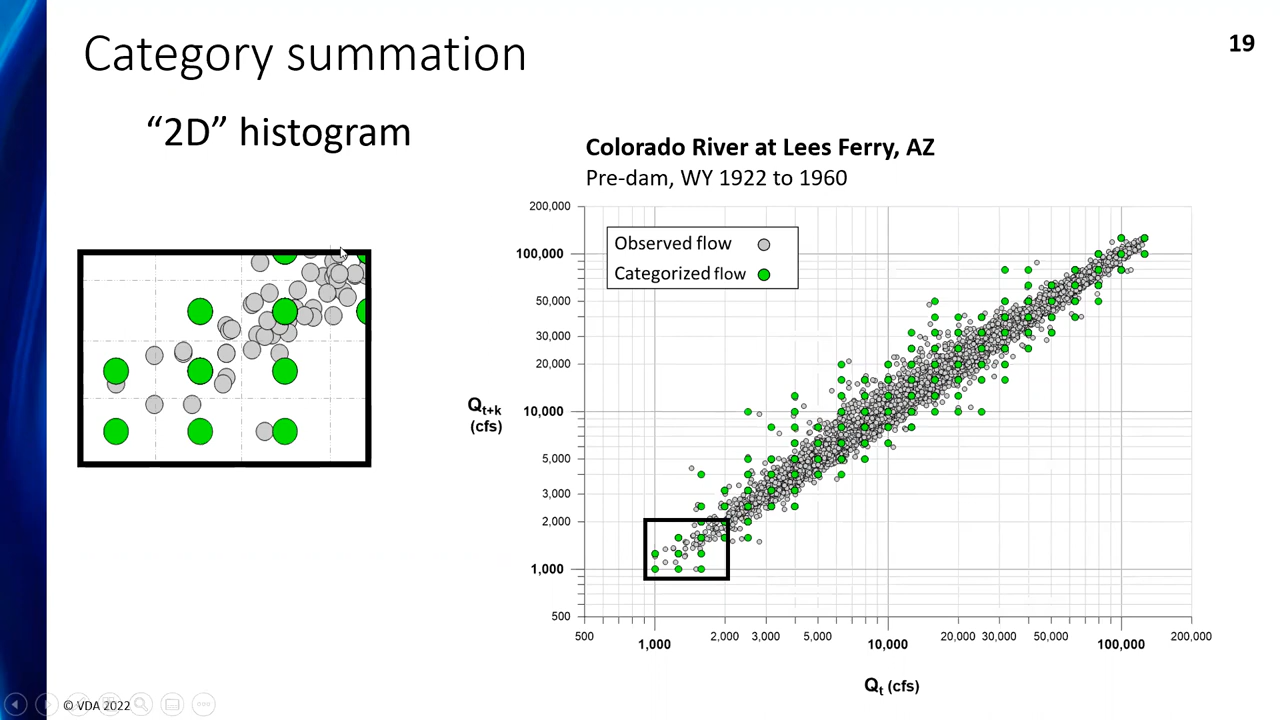 Category summation
19
“2D” histogram
Colorado River at Lees Ferry, AZ
Pre-dam, WY 1922 to 1960
Observed flow
Categorized flow
200,000
100,000
50,000
30,000
20,000
10,000
5,000
3,000
2,000
1,000
500
Qt+k
(cfs)
500
1,000
2,000
3,000
5,000
10,000
20,000
30,000
50,000
100,000
200,000
Qt (cfs)
© VDA 2022